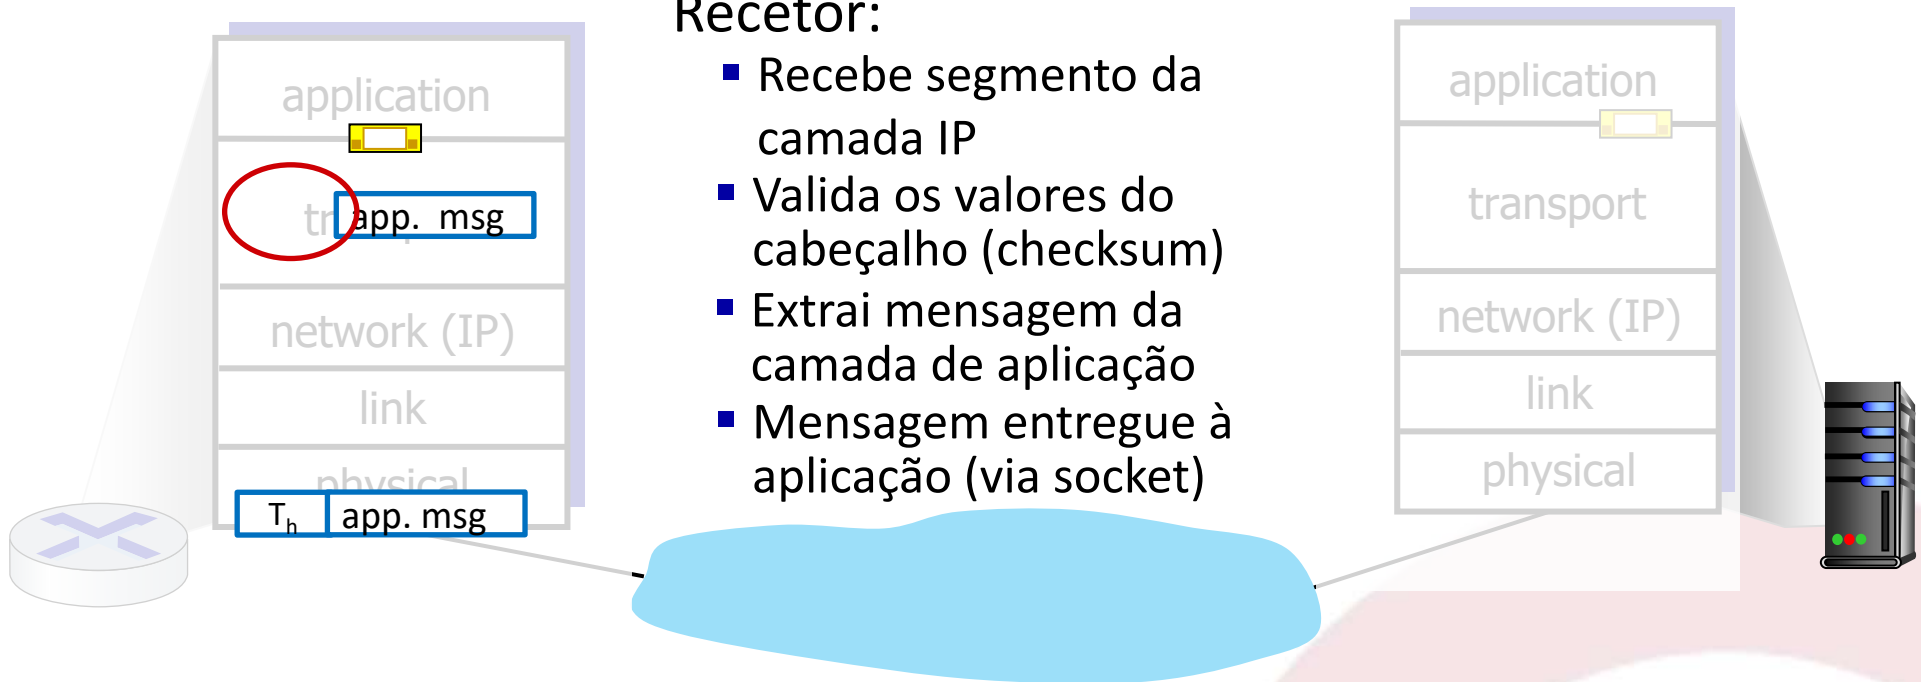 Recetor:
Recebe segmento da
camada IP
Valida os valores do
cabeçalho (checksum)
Extrai mensagem da
camada de aplicação
Mensagem entregue à
aplicação (via socket)
application
app. msg
network (IP)
link
physical
Th app. msg
application
transport
network (IP)
link
physical